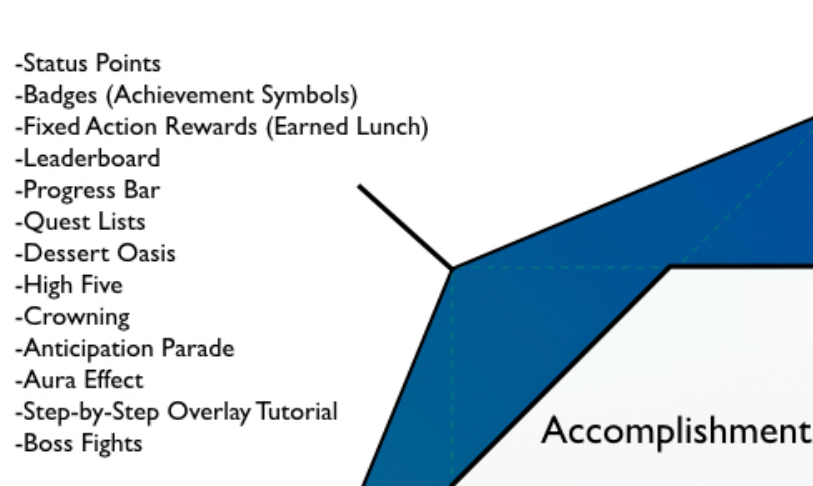 -Status Points
-Badges (Achievement Symbols)
-Fixed Action Rewards (Earned Lunch)
-Leaderboard
-Progress Bar
-Quest Lists
-Dessert Oasis
-High Five
-Crowning
-Anticipation Parade
-Aura Effect
-Step-by-Step Overlay Tutorial
-Boss Fights
Accomplishment